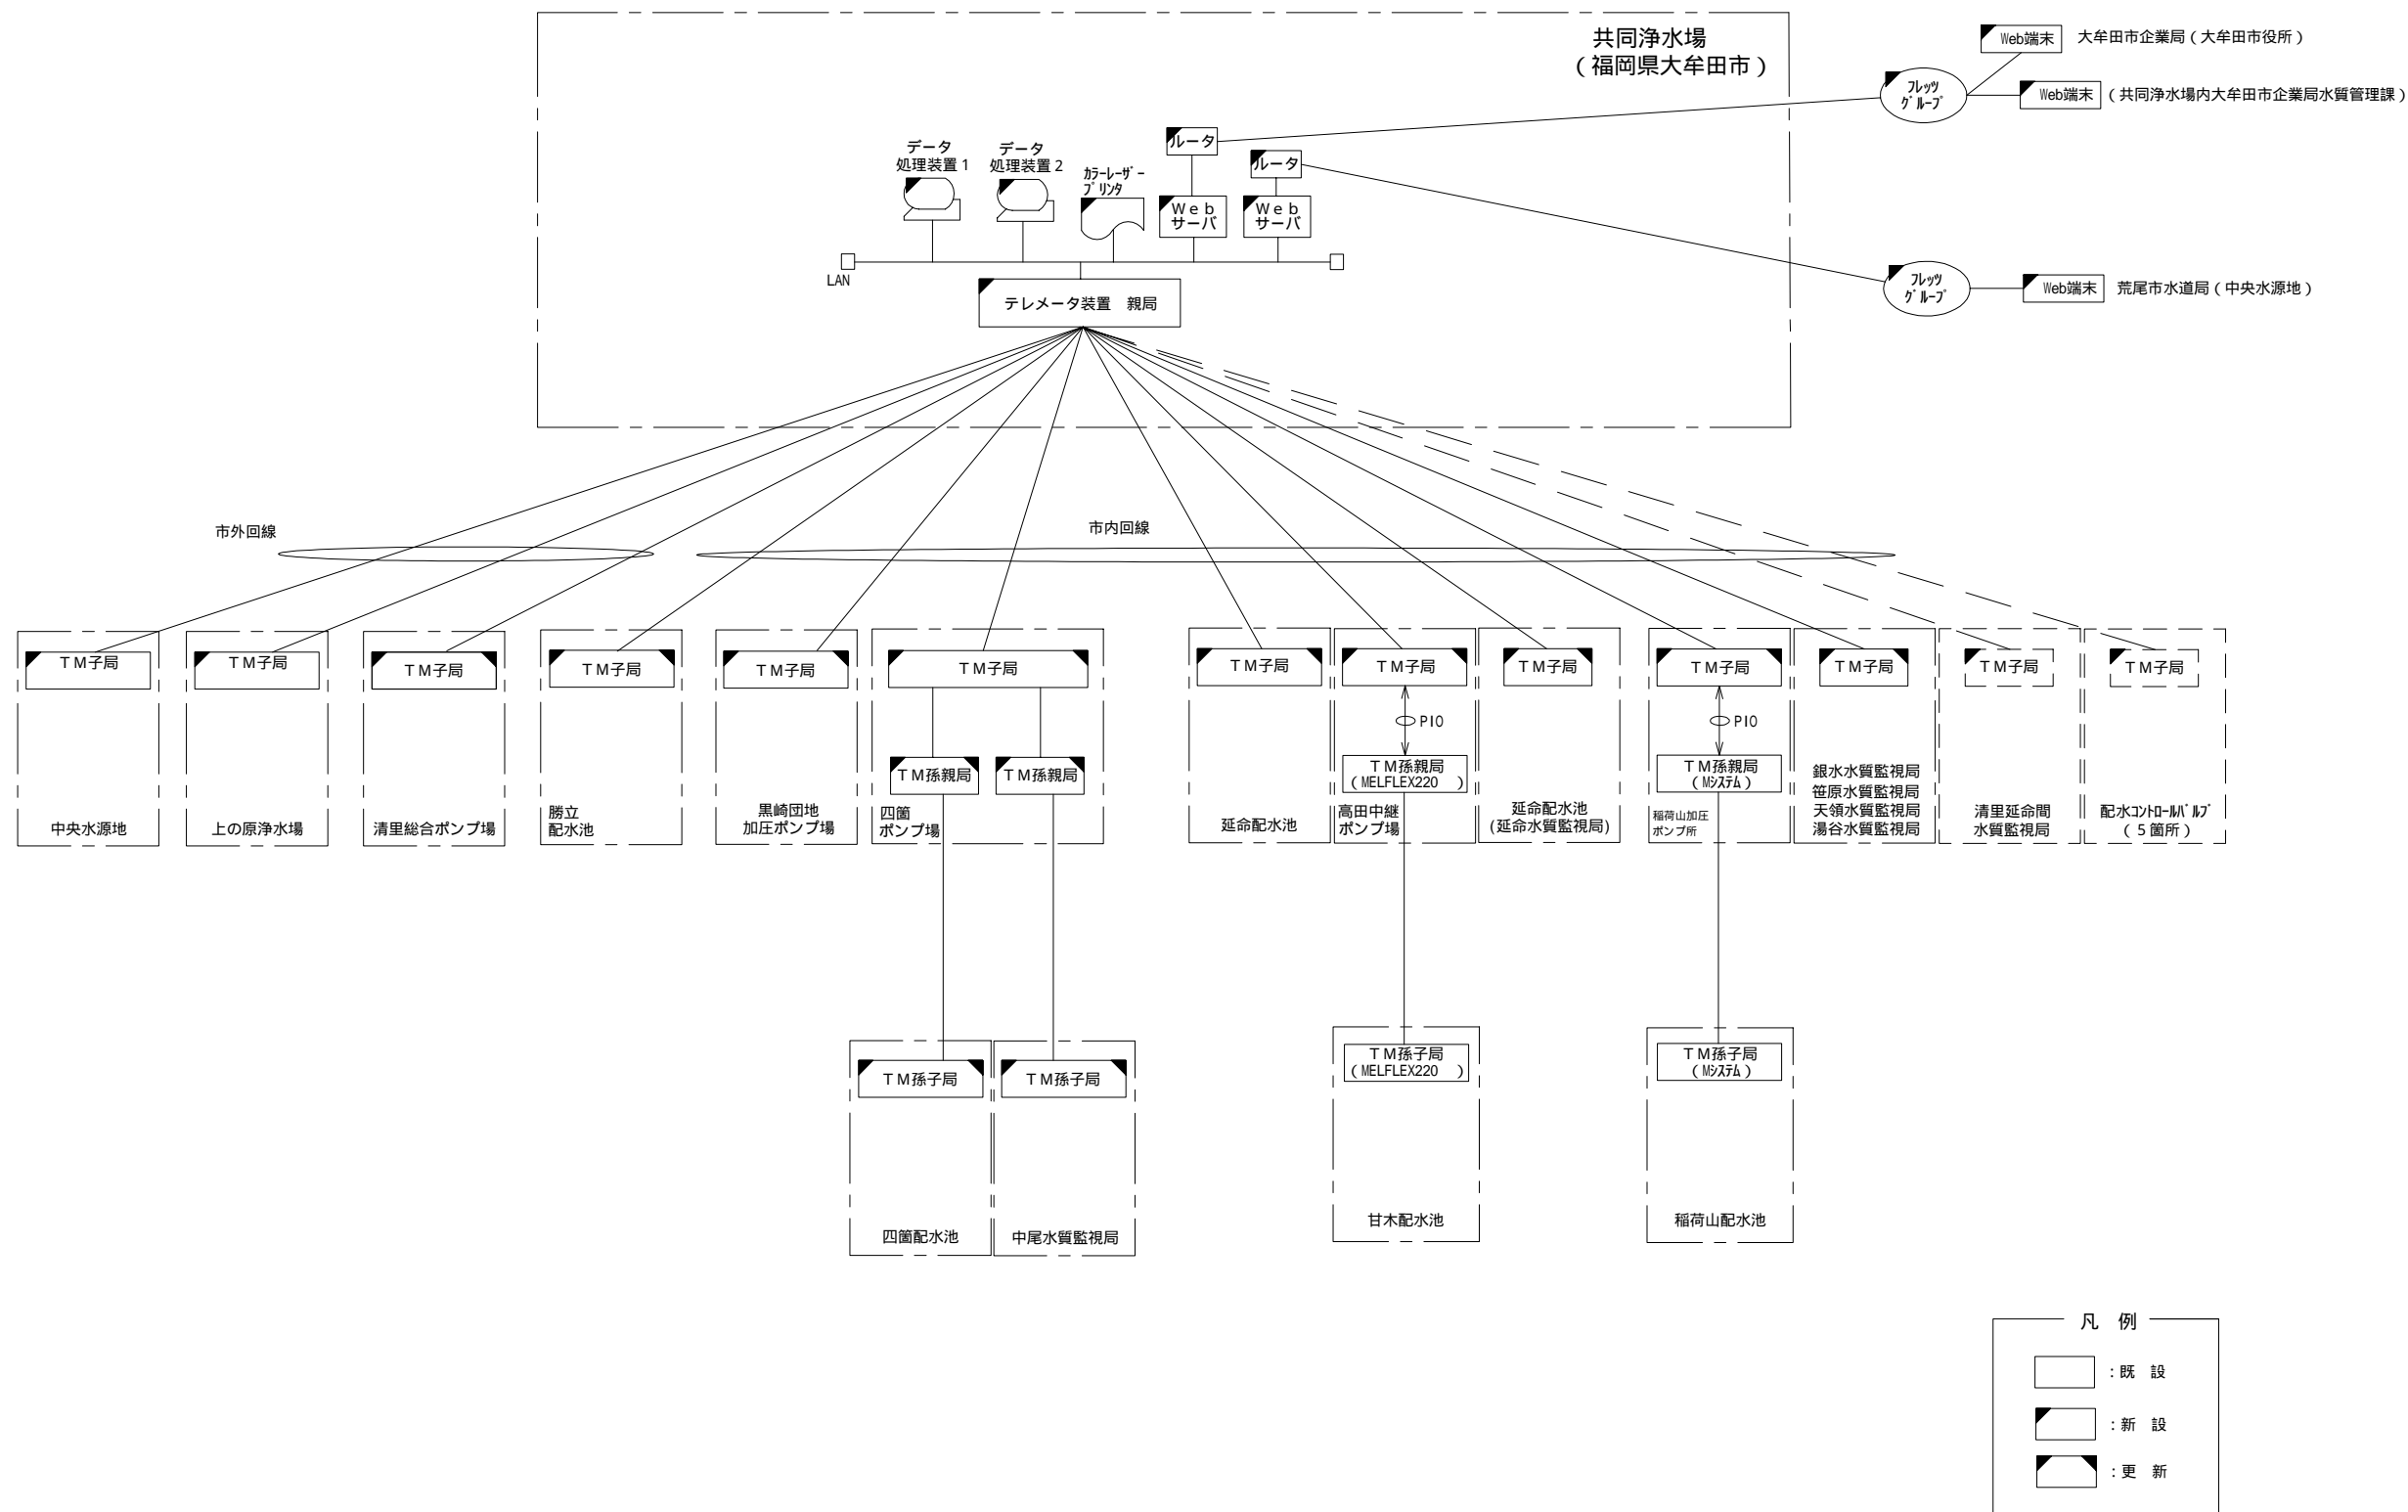 共同浄水場
（福岡県大牟田市）
Web端末
大牟田市企業局（大牟田市役所）
ﾌﾚｯﾂ
ｸﾞﾙｰﾌﾟ
Web端末
（共同浄水場内大牟田市企業局水質管理課）
データ
処理装置１
データ
処理装置２
ｶﾗｰﾚｰｻﾞｰ
ﾌﾟﾘﾝﾀ
ルータ
ルータ
Ｗｅｂ
サーバ
Ｗｅｂ
サーバ
LAN
テレメータ装置　親局
ﾌﾚｯﾂ
ｸﾞﾙｰﾌﾟ
Web端末
荒尾市水道局（中央水源地）
市外回線
市内回線
ＴＭ子局
中央水源地
ＴＭ子局
上の原浄水場
ＴＭ子局
清里総合ポンプ場
ＴＭ子局
勝立
配水池
ＴＭ子局
黒崎団地
加圧ポンプ場
ＴＭ子局
ＴＭ孫親局
ＴＭ孫親局
四箇
ポンプ場
ＴＭ子局
延命配水池
ＴＭ子局
PIO
ＴＭ孫親局
（MELFLEX220　）
高田中継
ポンプ場
ＴＭ子局
延命配水池
(延命水質監視局)
ＴＭ子局
PIO
ＴＭ孫親局
（Mｼｽﾃﾑ）
稲荷山加圧
ポンプ所
ＴＭ子局
銀水水質監視局
笹原水質監視局
天領水質監視局
湯谷水質監視局
ＴＭ子局
清里延命間
水質監視局
ＴＭ子局
配水ｺﾝﾄﾛｰﾙﾊﾞﾙﾌﾞ
（５箇所）
ＴＭ孫子局
四箇配水池
ＴＭ孫子局
中尾水質監視局
ＴＭ孫子局
（MELFLEX220　）
甘木配水池
ＴＭ孫子局
（Mｼｽﾃﾑ）
稲荷山配水池
凡　例
：既　設
：新　設
：更　新